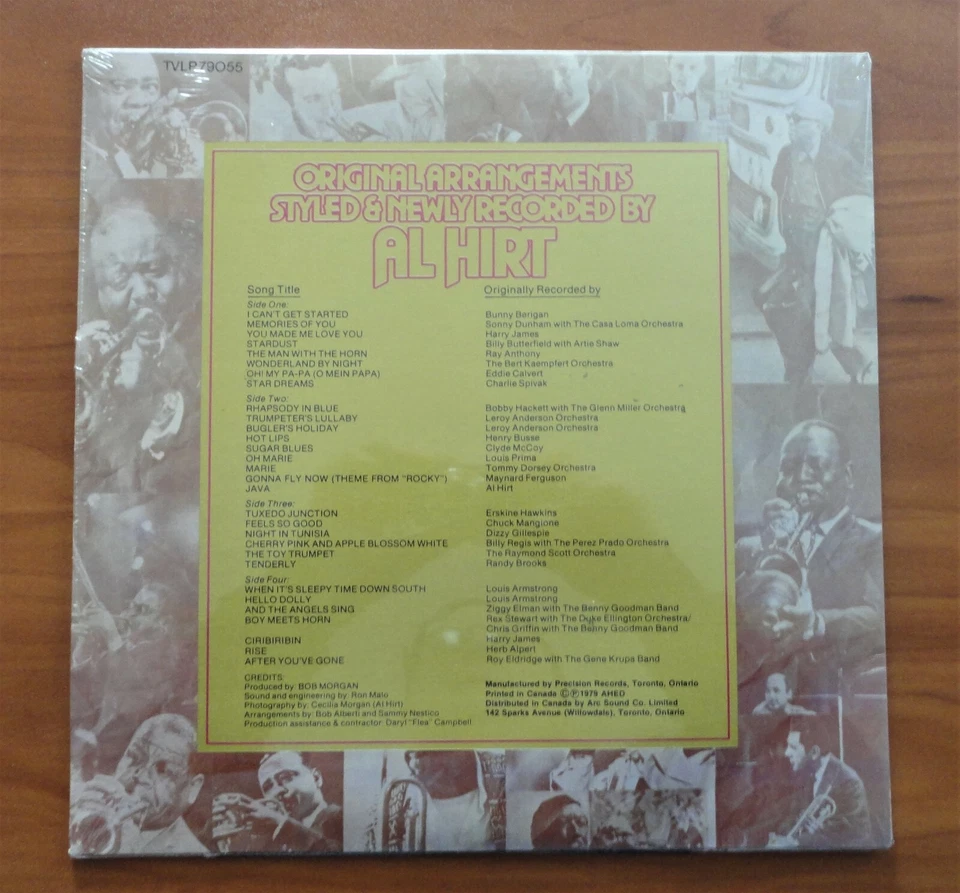 TVLP 79055
ORIGINAL ARRANGEMENTS
STYLED & NEWLY RECORDED BY
AL HIRT
Song Title Originally Recorded by
Side One:
I CAN'T GET STARTED Bunny Berigan
MEMORIES OF YOU Sonny Dunham with The Casa Loma Orchestra
YOU MADE ME LOVE YOU Harry James
STARDUST Billy Butterfield with Artie Shaw
THE MAN WITH THE HORN Ray Anthony
WONDERLAND BY NIGHT The Bert Kaempfert Orchestra
OH! MY PA-PA (O MEIN PAPA) Eddie Calvert
STAR DREAMS Charlie Spivak
Side Two:
RHAPSODY IN BLUE Bobby Hackett with The Glenn Miller Orchestra
TRUMPETER'S LULLABY Leroy Anderson Orchestra
BUGLER'S HOLIDAY Leroy Anderson Orchestra
HOT LIPS Henry Busse
SUGAR BLUES Clyde McCoy
OH MARIE Louis Prima
MARIE Tommy Dorsey Orchestra
GONNA FLY NOW (THEME FROM "ROCKY") Maynard Ferguson
JAVA Al Hirt
Side Three:
TUXEDO JUNCTION Erskine Hawkins
FEELS SO GOOD Chuck Mangione
NIGHT IN TUNISIA Dizzy Gillespie
CHERRY PINK AND APPLE BLOSSOM WHITE Billy Regis with The Perez Prado Orchestra
THE TOY TRUMPET The Raymond Scott Orchestra
TENDERLY Randy Brooks
Side Four:
WHEN IT'S SLEEPY TIME DOWN SOUTH Louis Armstrong
HELLO DOLLY Louis Armstrong
AND THE ANGELS SING Ziggy Elman with The Benny Goodman Band
BOY MEETS HORN Rex Stewart with The Duke Ellington Orchestra/
Chris Griffin with The Benny Goodman Band
CIRIBIRIBIN Harry James
RISE Herb Alpert
AFTER YOU'VE GONE Roy Eldridge with The Gene Krupa Band
CREDITS:
Produced by: BOB MORGAN
Sound and engineering by: Ron Malo
Photography by: Cecilia Morgan (Al Hirt)
Arrangements by: Bob Alberti and Sammy Nestico
Production assistance & contractor: Daryl "Flea" Campbell
Manufactured by Precision Records, Toronto, Ontario
Printed in Canada ⒸⓅ1979 AHED
Distributed in Canada by Arc Sound Co. Limited
142 Sparks Avenue (Willowdale), Toronto, Ontario